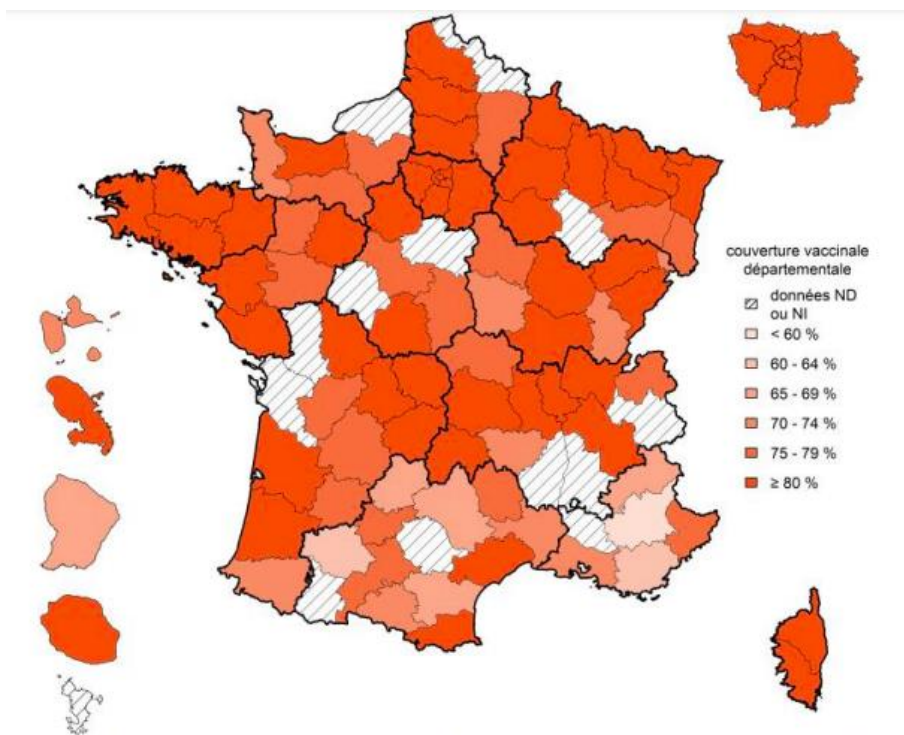 couverture vaccinale
départementale
données ND
ou NI
< 60 %
60 - 64 %
65 - 69 %
70 - 74 %
75 - 79 %
≥ 80 %